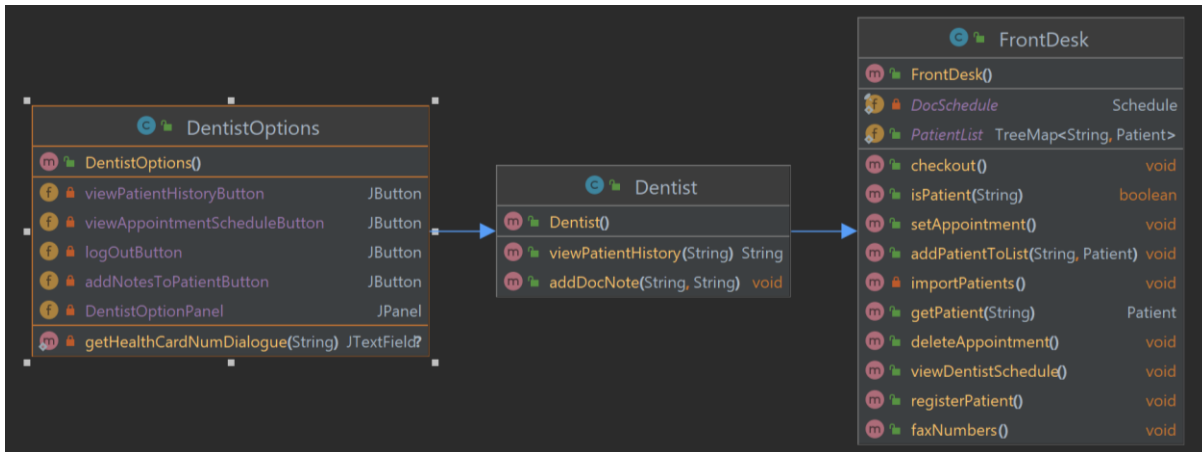 DentistOptions
DentistOptions()
viewPatientHistoryButton JButton
viewAppointmentScheduleButton JButton
logOutButton JButton
addNotesToPatientButton JButton
DentistOptionPanel JPanel
getHealthCardNumDialogue(String) JTextField?
Dentist
Dentist()
viewPatientHistory(String) String
addDocNote(String, String) void
FrontDesk
FrontDesk()
DocSchedule Schedule
PatientList TreeMap<String, Patient>
checkout() void
isPatient(String) boolean
setAppointment() void
addPatientToList(String, Patient) void
importPatients() void
getPatient(String) Patient
deleteAppointment() void
viewDentistSchedule() void
registerPatient() void
faxNumbers() void